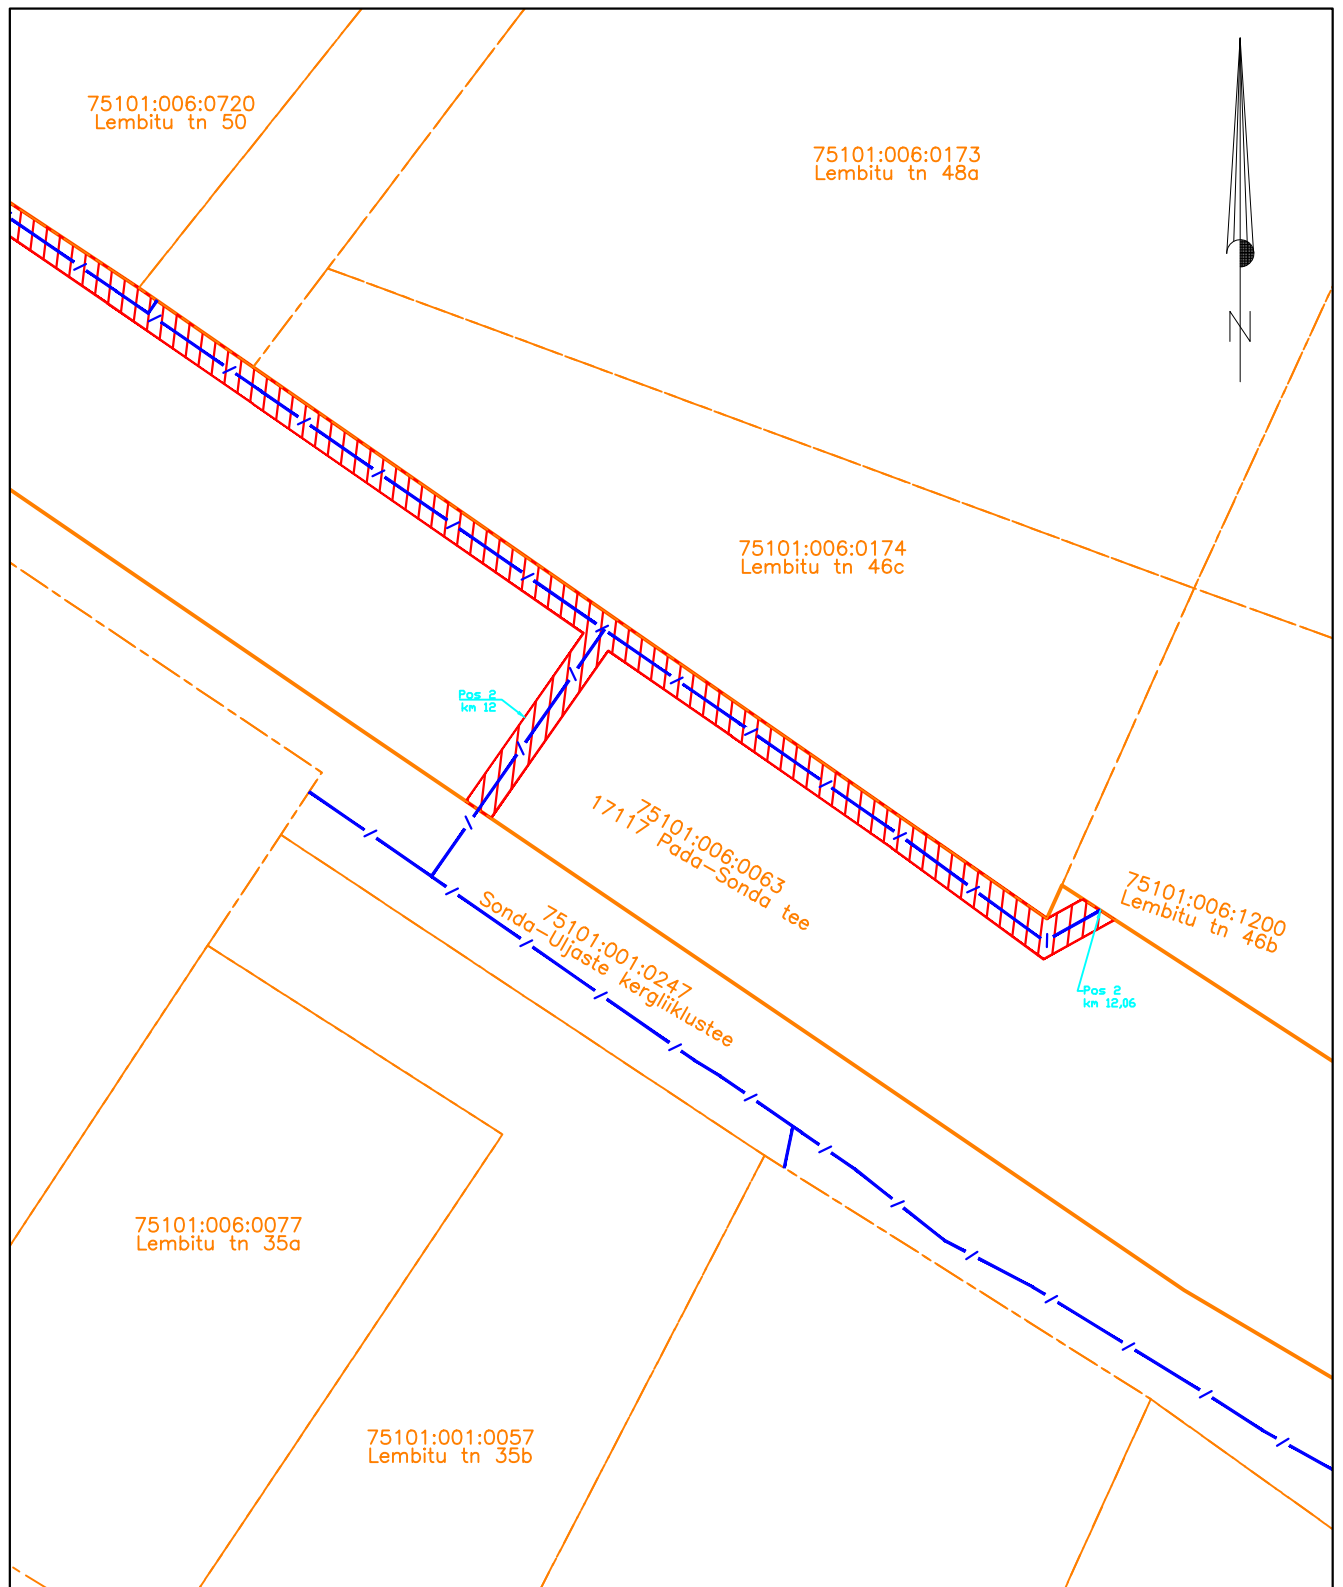 75101:006:0720
Lembitu tn 50
75101:006:0173
Lembitu tn 48a
N
75101:006:0174
Lembitu tn 46c
Pos 2
km 12
75101:006:0063
17117 Pada-Sonda tee
75101:006:1200
Lembitu tn 46b
75101:001:0247
Sonda-Uljaste kergliiklustee
Pos 2
km 12,06
75101:006:0077
Lembitu tn 35a
75101:001:0057
Lembitu tn 35b